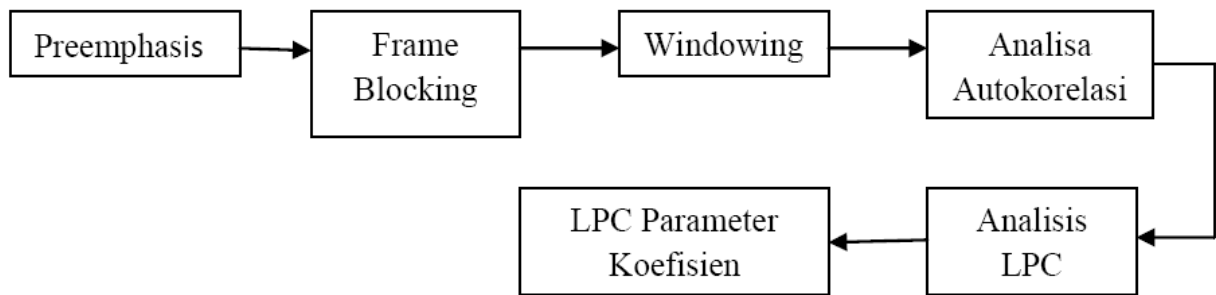 Preemphasis
Frame
Blocking
Windowing
Analisa
Autokorelasi
Analisis
LPC
LPC Parameter
Koefisien